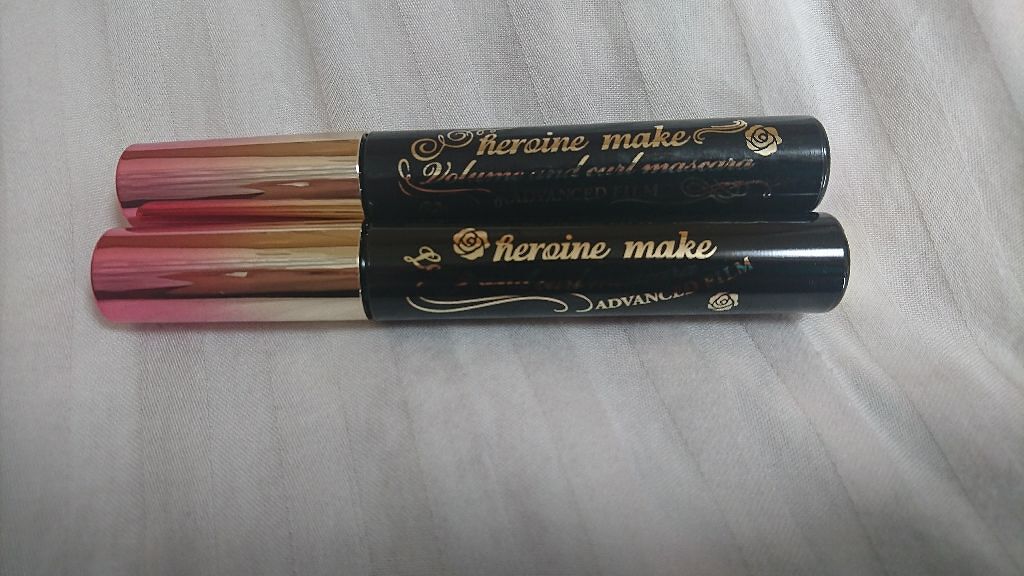 heroine make
Volume and curl mascara
ADVANCED FILM
heroine make
ADVANCED FILM